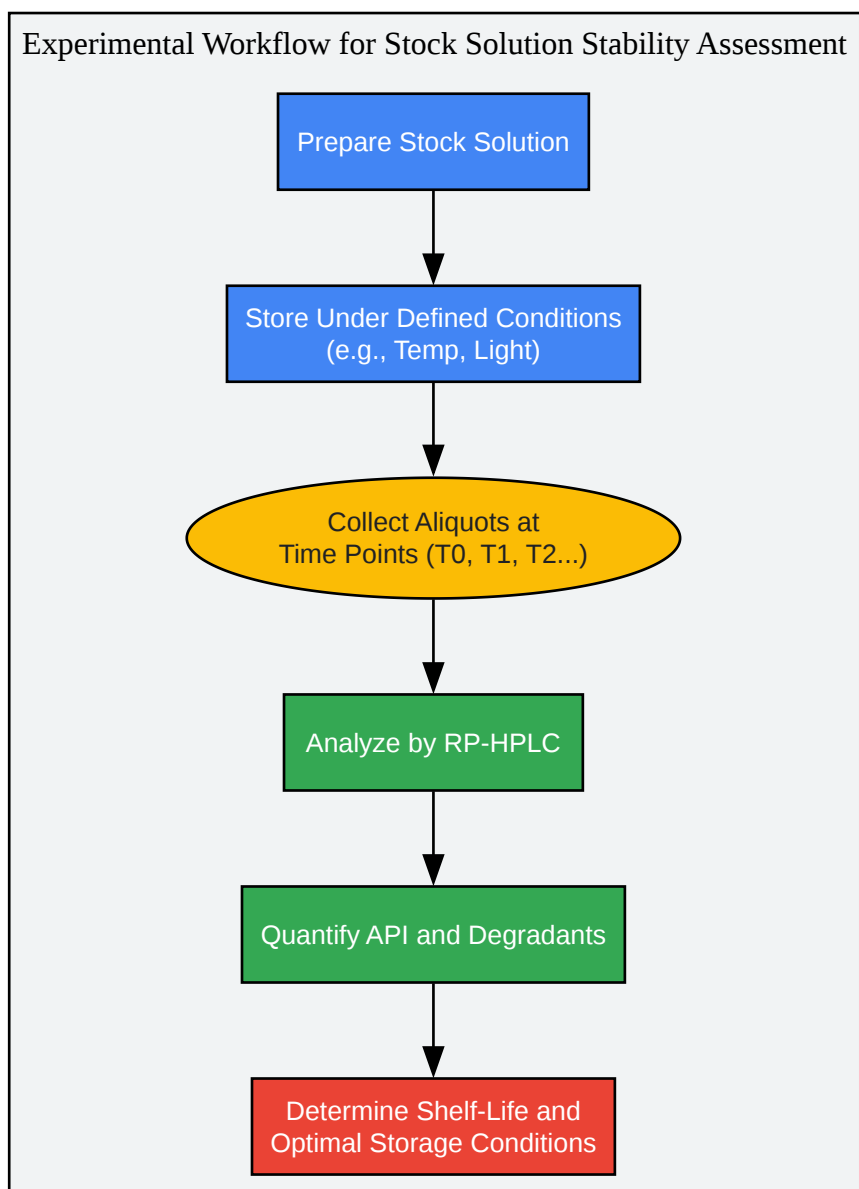 Experimental Workflow for Stock Solution Stability Assessment
Prepare Stock Solution
Store Under Defined Conditions
(e.g., Temp, Light)
Collect Aliquots at
Time Points (T0, T1, T2...)
Analyze by RP-HPLC
Quantify API and Degradants
Determine Shelf-Life and
Optimal Storage Conditions